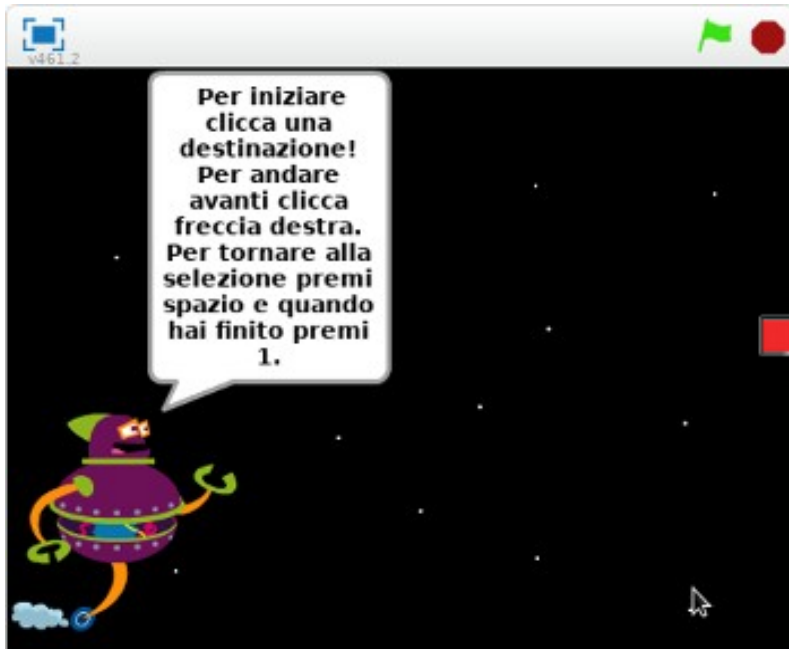 v461.2
Per iniziare
clicca una
destinazione!
Per andare
avanti clicca
freccia destra.
Per tornare alla
selezione premi
spazio e quando
hai finito premi
1.